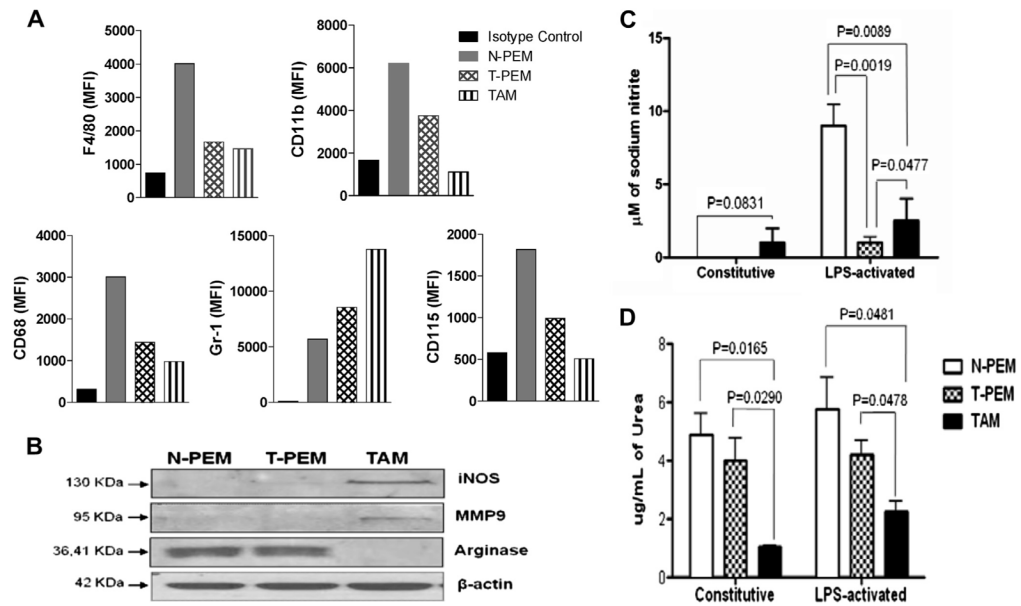 A
F4/80 (MFI)
5000
4000
3000
2000
1000
0
CD11b (MFI)
8000
6000
4000
2000
0
Isotype Control
N-PEM
T-PEM
TAM
CD68 (MFI)
4000
3000
2000
1000
0
Gr-1 (MFI)
15000
10000
5000
0
CD115 (MFI)
2000
1500
1000
500
0
B
N-PEM T-PEM TAM
130 KDa iNOS
95 KDa MMP9
36,41 KDa Arginase
42 KDa β-actin
C
μM of sodium nitrite
15
10
5
0
P=0.0089
P=0.0019
P=0.0477
P=0.0831
Constitutive LPS-activated
D
ug/mL of Urea
8
6
4
2
0
P=0.0481
P=0.0165
P=0.0290
P=0.0478
Constitutive LPS-activated
N-PEM
T-PEM
TAM